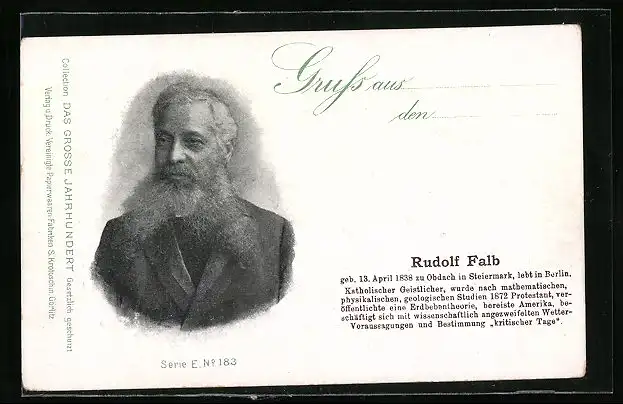 Collection DAS GROSSE JAHRHUNDERT Gesetzlich geschützt
Verlag u. Druck: Vereinigte Papierwaaren-Fabriken S. Krotoschin, Görlitz
Gruss aus
den
Rudolf Falb
geb. 13. April 1838 zu Obdach in Steiermark, lebt in Berlin.
Katholischer Geistlicher, wurde nach mathematischen,
physikalischen, geologischen Studien 1872 Protestant, ver-
öffentlichte eine Erdbebentheorie, bereiste Amerika, be-
schäftigt sich mit wissenschaftlich angezweifelten Wetter-
Voraussagungen und Bestimmung „kritischer Tage“.
Serie E. No 183